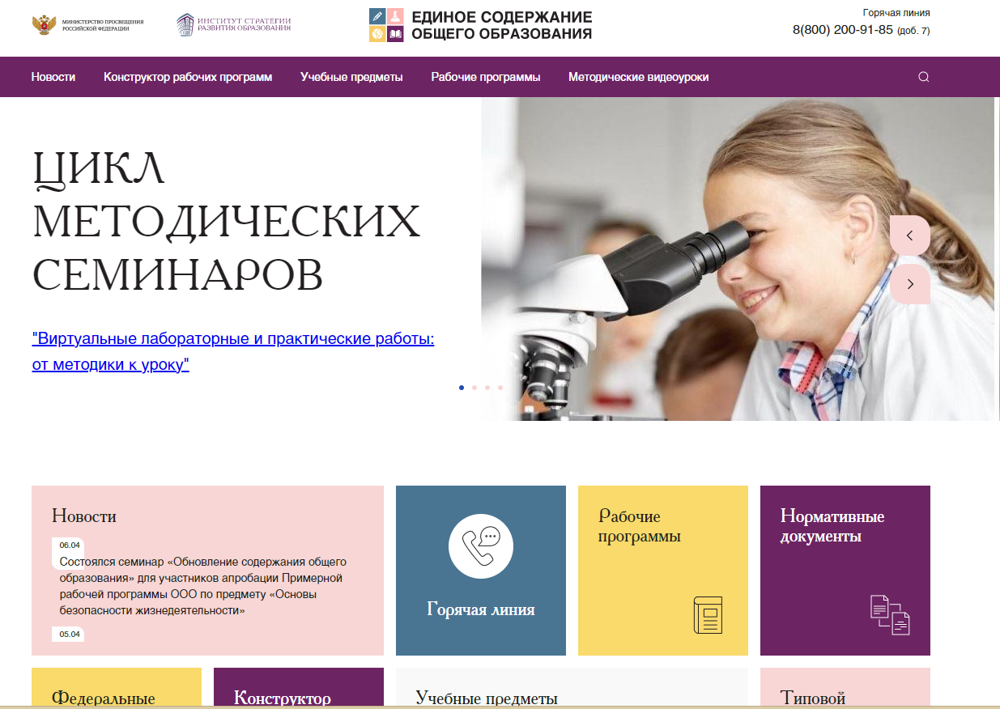 МИНИСТЕРСТВО ПРОСВЕЩЕНИЯ
РОССИЙСКОЙ ФЕДЕРАЦИИ
ИНСТИТУТ СТРАТЕГИИ
РАЗВИТИЯ ОБРАЗОВАНИЯ
ЕДИНОЕ СОДЕРЖАНИЕ
ОБЩЕГО ОБРАЗОВАНИЯ
Горячая линия
8(800) 200-91-85 (доб. 7)
Новости
Конструктор рабочих программ
Учебные предметы
Рабочие программы
Методические видеоуроки
ЦИКЛ
МЕТОДИЧЕСКИХ
СЕМИНАРОВ
"Виртуальные лабораторные и практические работы:
от методики к уроку"
Новости
06.04
Состоялся семинар «Обновление содержания общего
образования» для участников апробации Примерной
рабочей программы ООО по предмету «Основы
безопасности жизнедеятельности»
05.04
Горячая линия
Рабочие
программы
Нормативные
документы
Федеральные
Конструктор
Учебные предметы
Типовой